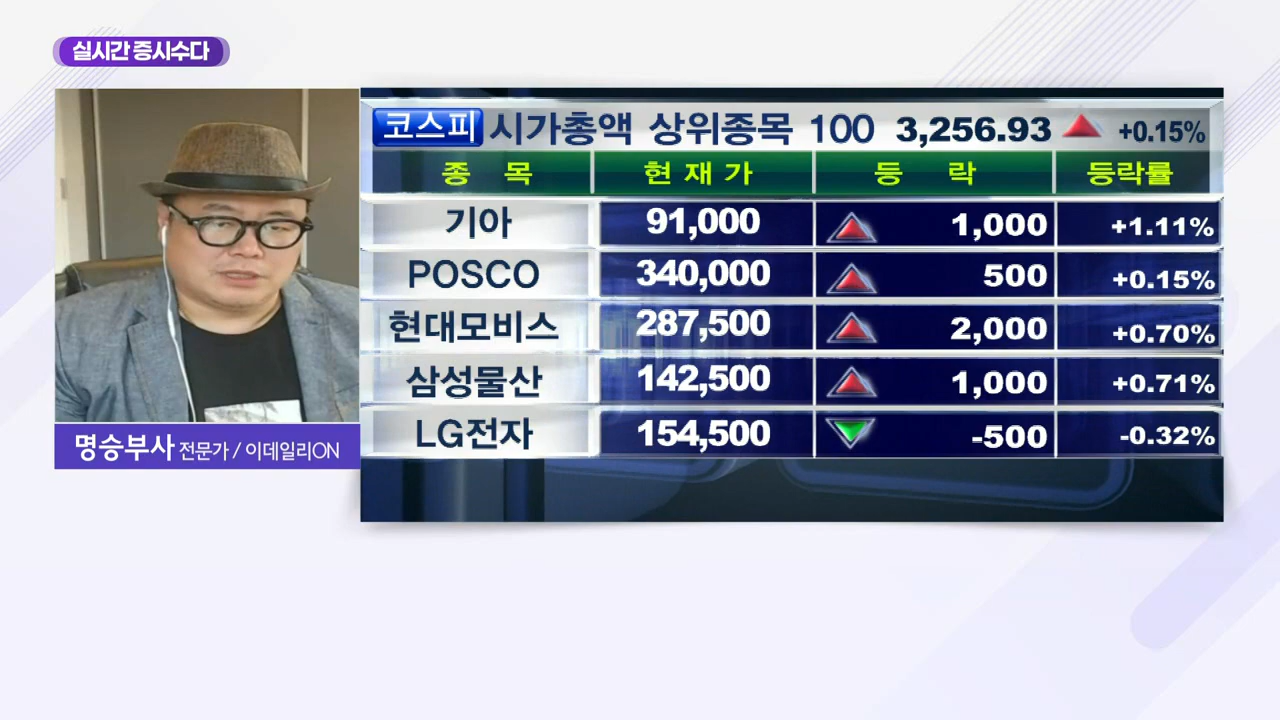 실시간 증시수다
코스피 시가총액 상위종목 100 3,256.93 ▲ +0.15%
종 목 현 재 가 등 락 등락률
기아 91,000 ▲ 1,000 +1.11%
POSCO 340,000 ▲ 500 +0.15%
현대모비스 287,500 ▲ 2,000 +0.70%
삼성물산 142,500 ▲ 1,000 +0.71%
LG전자 154,500 ▼ -500 -0.32%
명승부사 전문가 / 이데일리ON